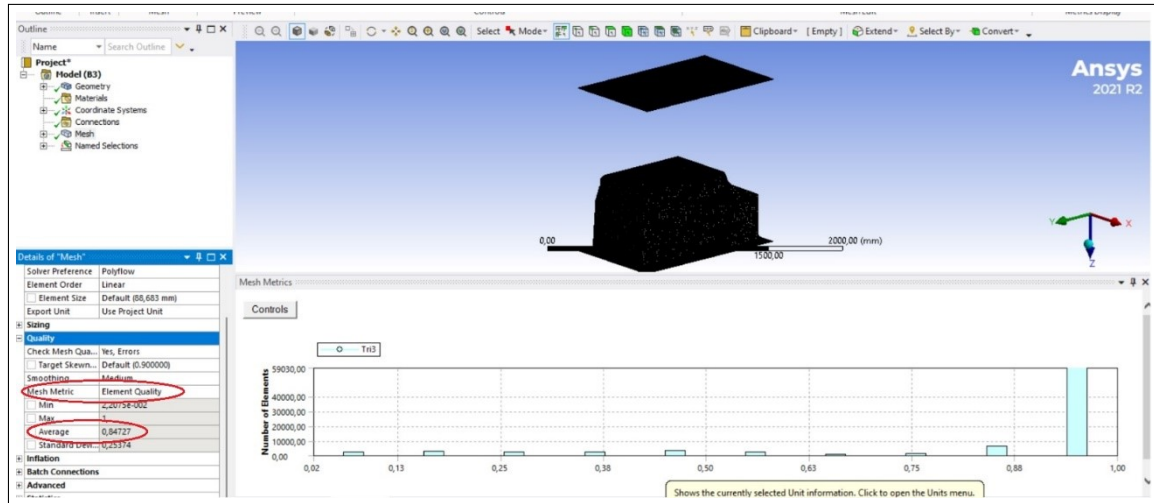 Outline
Name Search Outline
Project*
Model (B3)
Geometry
Materials
Coordinate Systems
Connections
Mesh
Named Selections
Select Mode Clipboard [Empty] Extend Select By Convert
Ansys
2021 R2
0,00 2000,00 (mm)
1500,00
Y X
Z
Details of "Mesh"
Solver Preference Polyflow
Element Order Linear
Element Size Default (88,683 mm)
Export Unit Use Project Unit
Sizing
Quality
Check Mesh Qua... Yes, Errors
Target Skewn... Default (0.900000)
Smoothing Medium
Mesh Metric Element Quality
Min 2,2075e-002
Max 1,
Average 0,84727
Standard Devi... 0,25374
Inflation
Batch Connections
Advanced
Mesh Metrics
Controls
Tri3
Number of Elements
59030,00
40000,00
30000,00
20000,00
10000,00
0,00
0,02 0,13 0,25 0,38 0,50 0,63 0,75 0,88 1,00
Shows the currently selected Unit information. Click to open the Units menu.